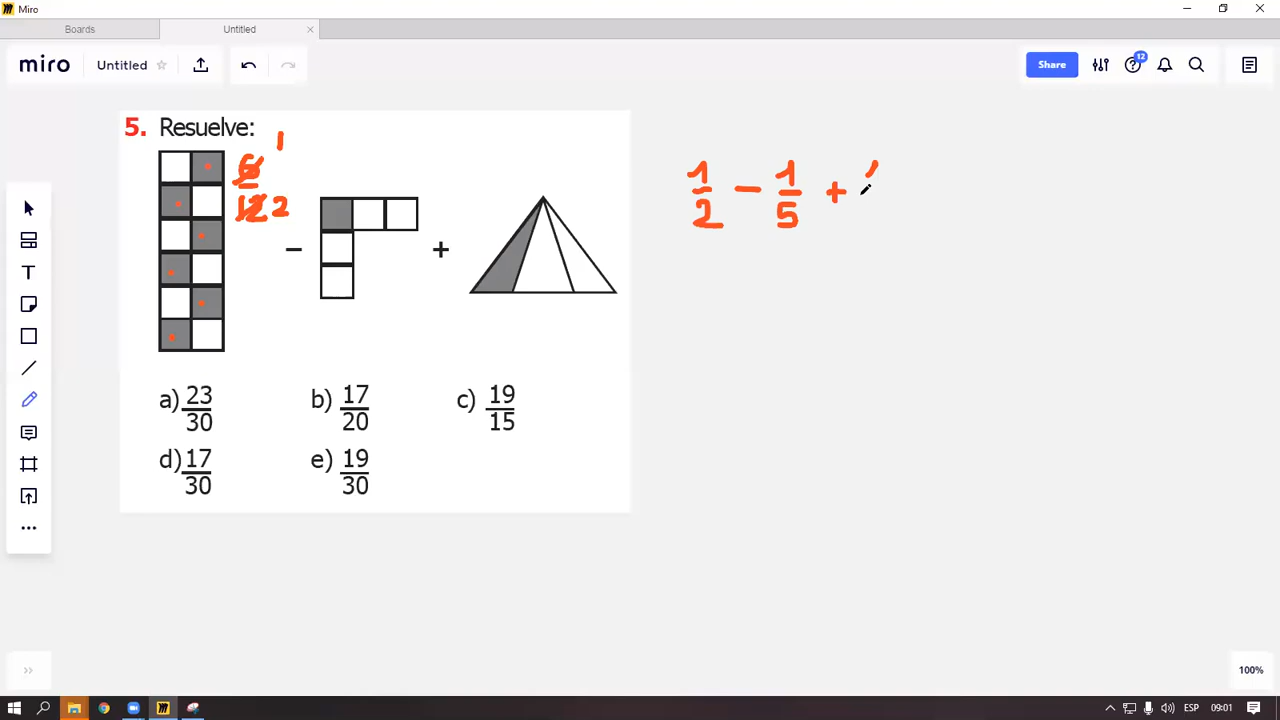 Miro
Boards
Untitled
miro
Untitled
12
Share
5. Resuelve:
1
6
12 2
−
+
1/2 − 1/5 +
a) 23/30 b) 17/20 c) 19/15
d) 17/30 e) 19/30
T
100%
ESP
09:01